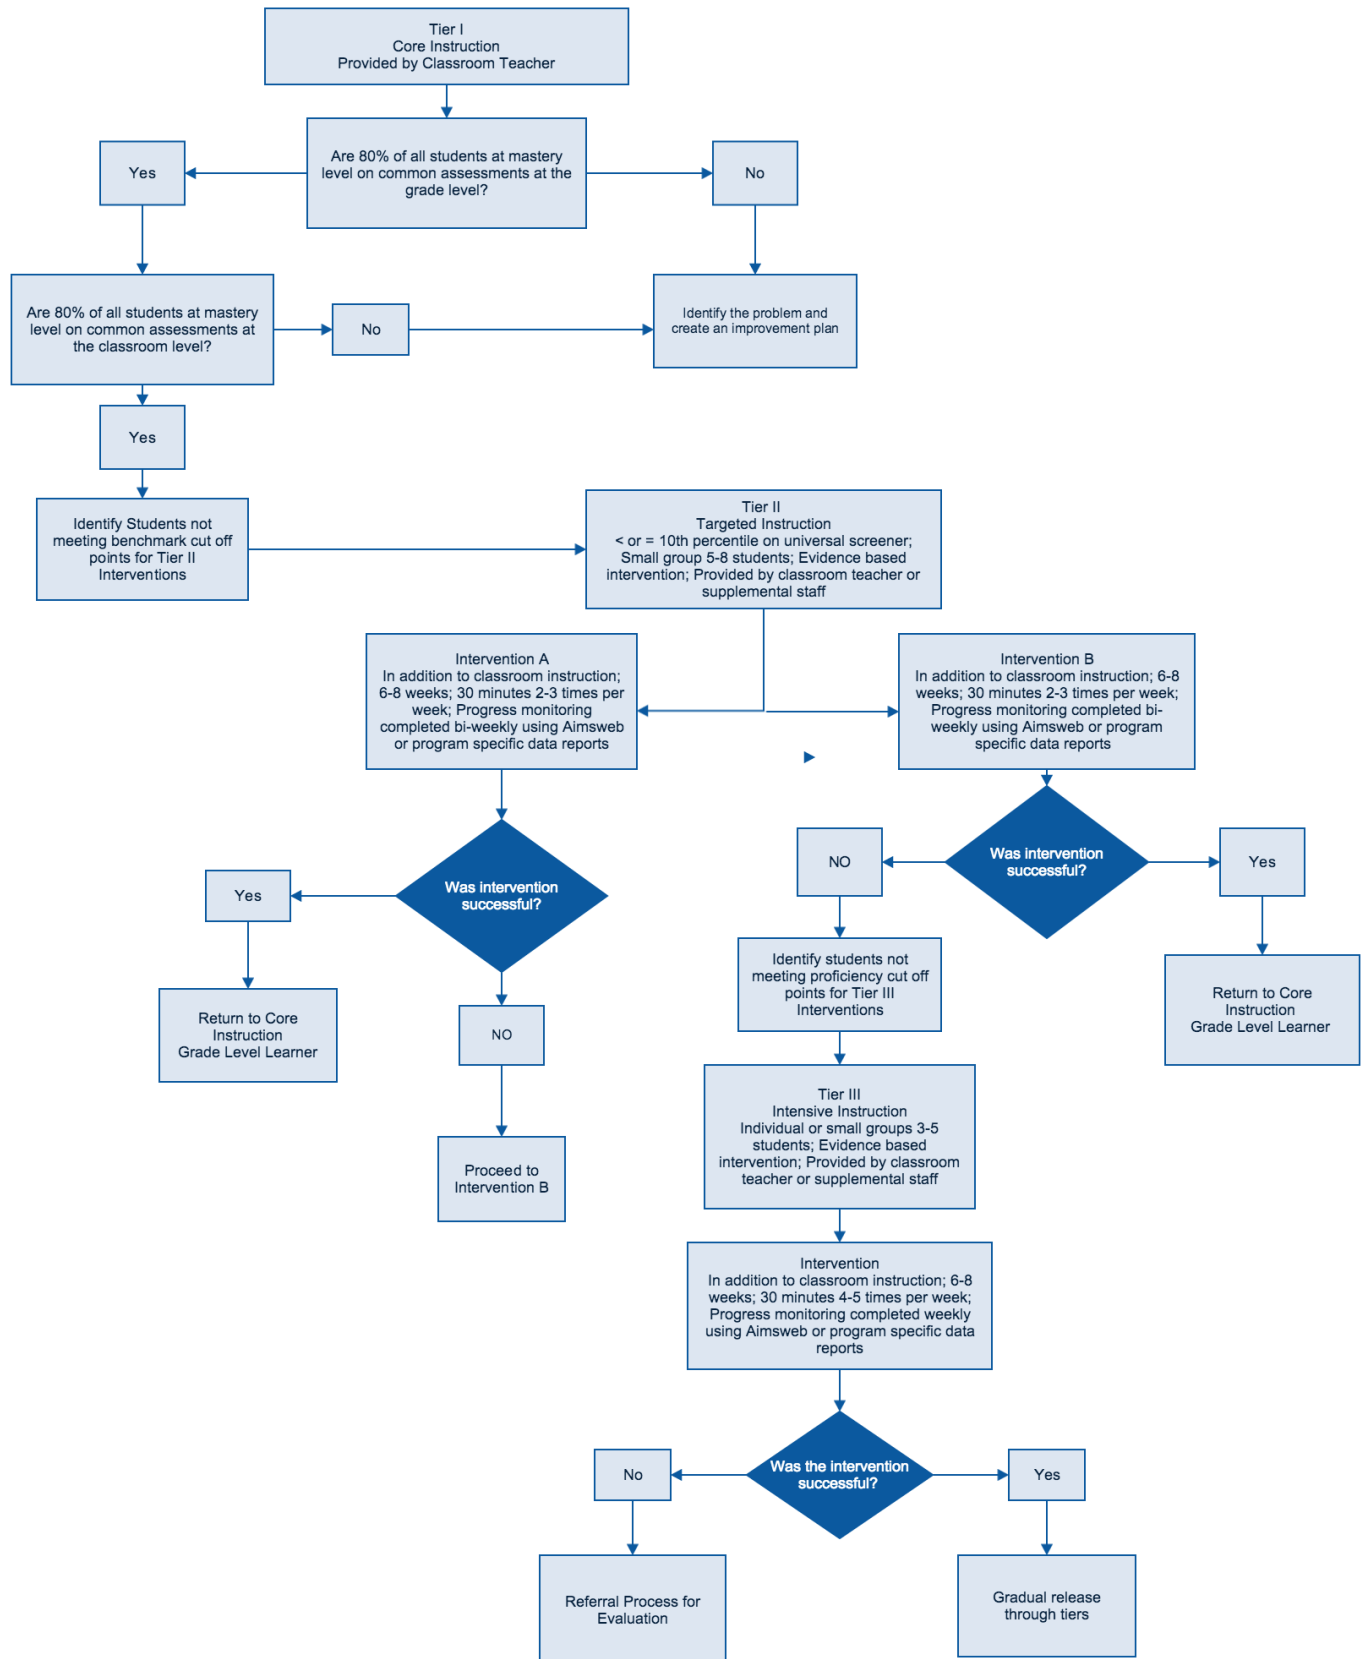 Tier I
Core Instruction
Provided by Classroom Teacher
Are 80% of all students at mastery
level on common assessments at the
grade level?
Yes
No
Are 80% of all students at mastery
level on common assessments at
the classroom level?
No
Identify the problem and
create an improvement plan
Yes
Identify Students not
meeting benchmark cut off
points for Tier II
Interventions
Tier II
Targeted Instruction
< or = 10th percentile on universal screener;
Small group 5-8 students; Evidence based
intervention; Provided by classroom teacher or
supplemental staff
Intervention A
In addition to classroom instruction;
6-8 weeks; 30 minutes 2-3 times per
week; Progress monitoring
completed bi-weekly using Aimsweb
or program specific data reports
Intervention B
In addition to classroom instruction; 6-8
weeks; 30 minutes 2-3 times per week;
Progress monitoring completed bi-
weekly using Aimsweb or program
specific data reports
Was intervention
successful?
Yes
Return to Core
Instruction
Grade Level Learner
NO
Proceed to
Intervention B
Was intervention
successful?
NO
Yes
Identify students not
meeting proficiency cut off
points for Tier III
Interventions
Return to Core
Instruction
Grade Level Learner
Tier III
Intensive Instruction
Individual or small groups 3-5
students; Evidence based
intervention; Provided by classroom
teacher or supplemental staff
Intervention
In addition to classroom instruction; 6-8
weeks; 30 minutes 4-5 times per week;
Progress monitoring completed weekly
using Aimsweb or program specific data
reports
Was the intervention
successful?
No
Yes
Referral Process for
Evaluation
Gradual release
through tiers